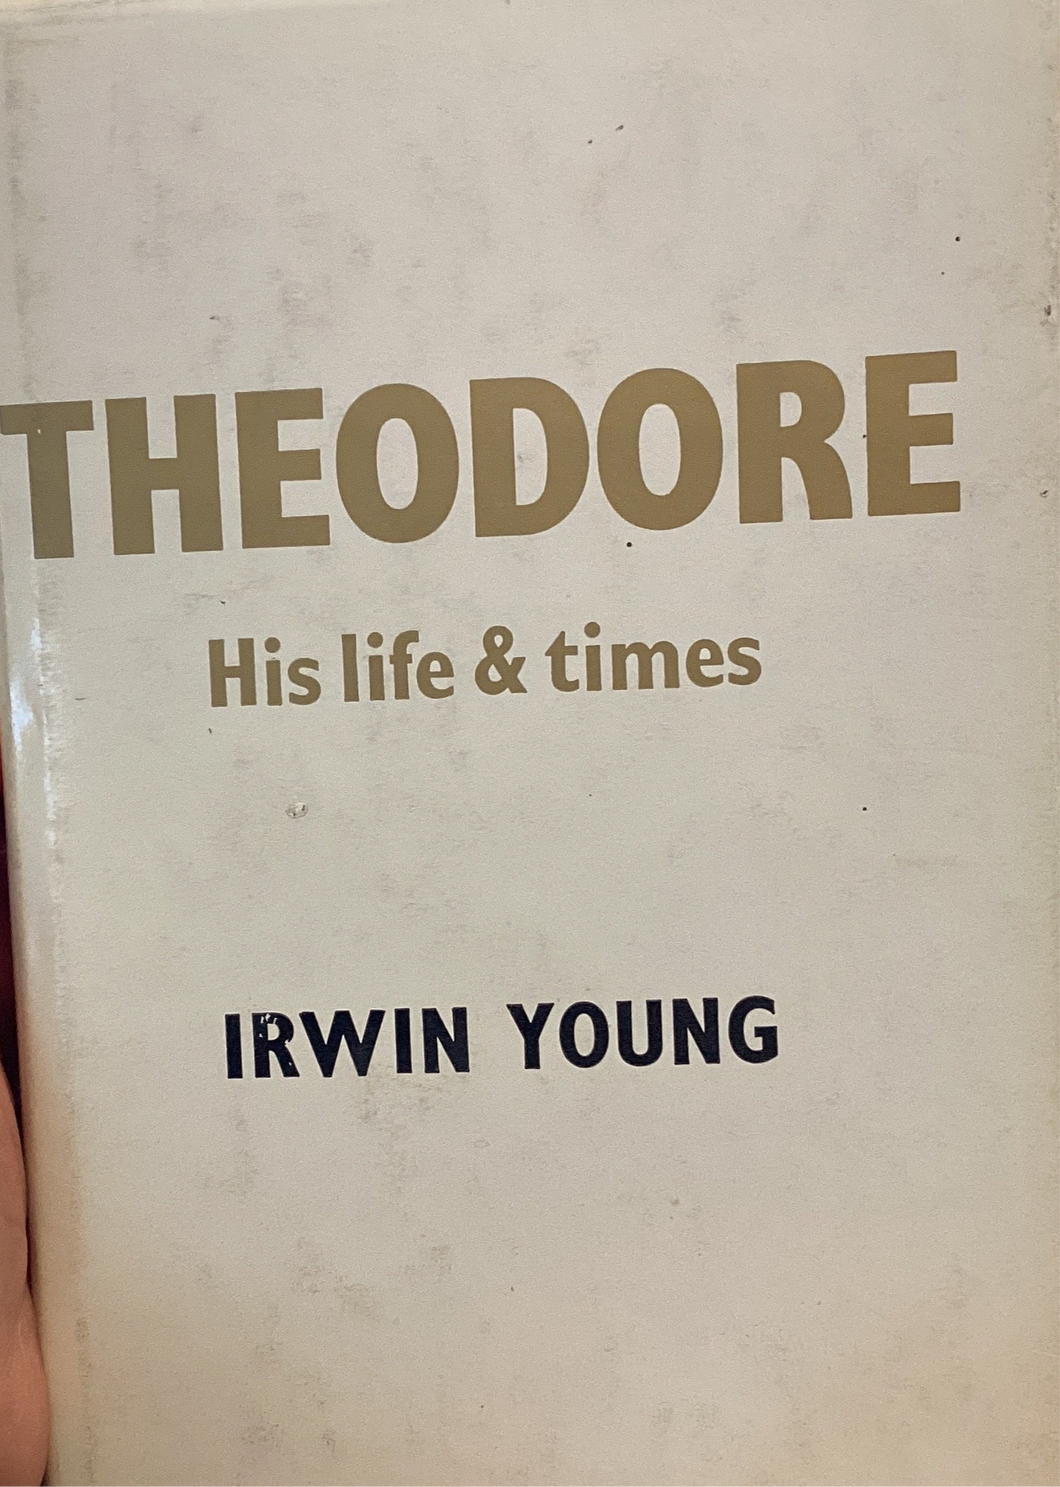 THEODORE
His life & times
IRWIN YOUNG